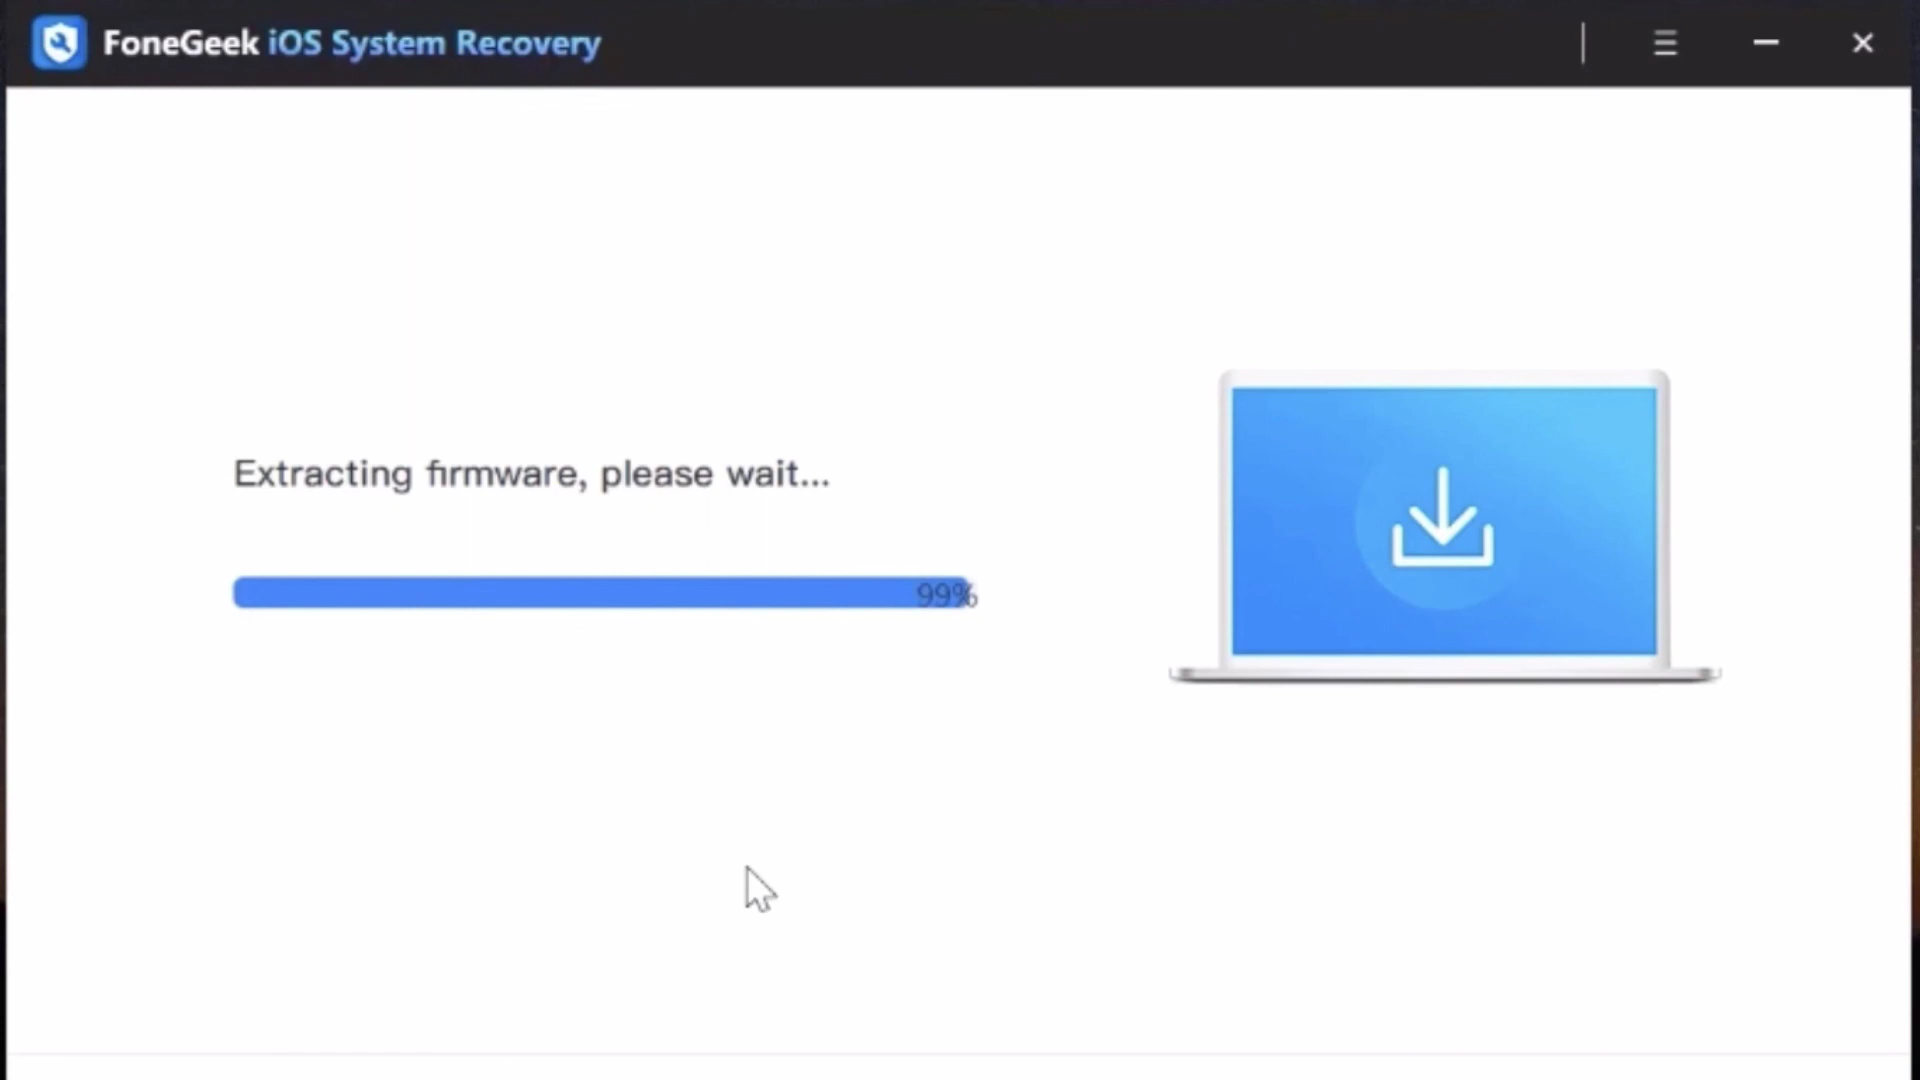 FoneGeek iOS System Recovery
Extracting firmware, please wait...
99%